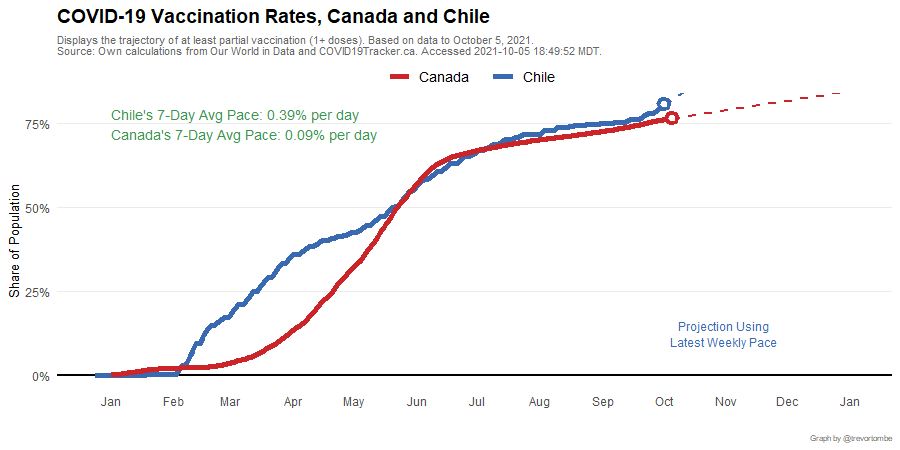 COVID-19 Vaccination Rates, Canada and Chile
Displays the trajectory of at least partial vaccination (1+ doses). Based on data to October 5, 2021.
Source: Own calculations from Our World in Data and COVID19Tracker.ca. Accessed 2021-10-05 18:49:52 MDT.
Canada Chile
Chile's 7-Day Avg Pace: 0.39% per day
Canada's 7-Day Avg Pace: 0.09% per day
75%
50%
25%
0%
Share of Population
Projection Using
Latest Weekly Pace
Jan Feb Mar Apr May Jun Jul Aug Sep Oct Nov Dec Jan
Graph by @trevortombe